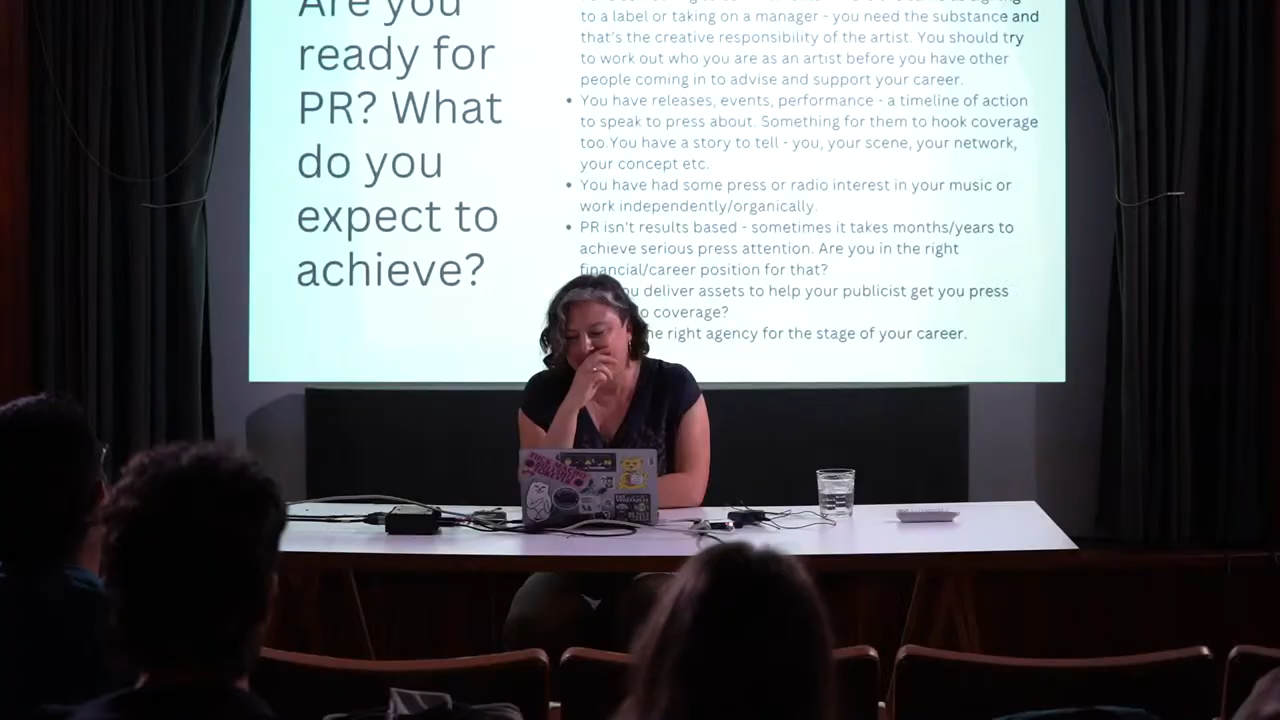 Are you
ready for
PR? What
do you
expect to
achieve?
to a label or taking on a manager - you need the substance and
that's the creative responsibility of the artist. You should try
to work out who you are as an artist before you have other
people coming in to advise and support your career.
• You have releases, events, performance - a timeline of action
to speak to press about. Something for them to hook coverage
too.You have a story to tell - you, your scene, your network,
your concept etc.
• You have had some press or radio interest in your music or
work independently/organically.
• PR isn't results based - sometimes it takes months/years to
achieve serious press attention. Are you in the right
financial/career position for that?
you deliver assets to help your publicist get you press
coverage?
the right agency for the stage of your career.